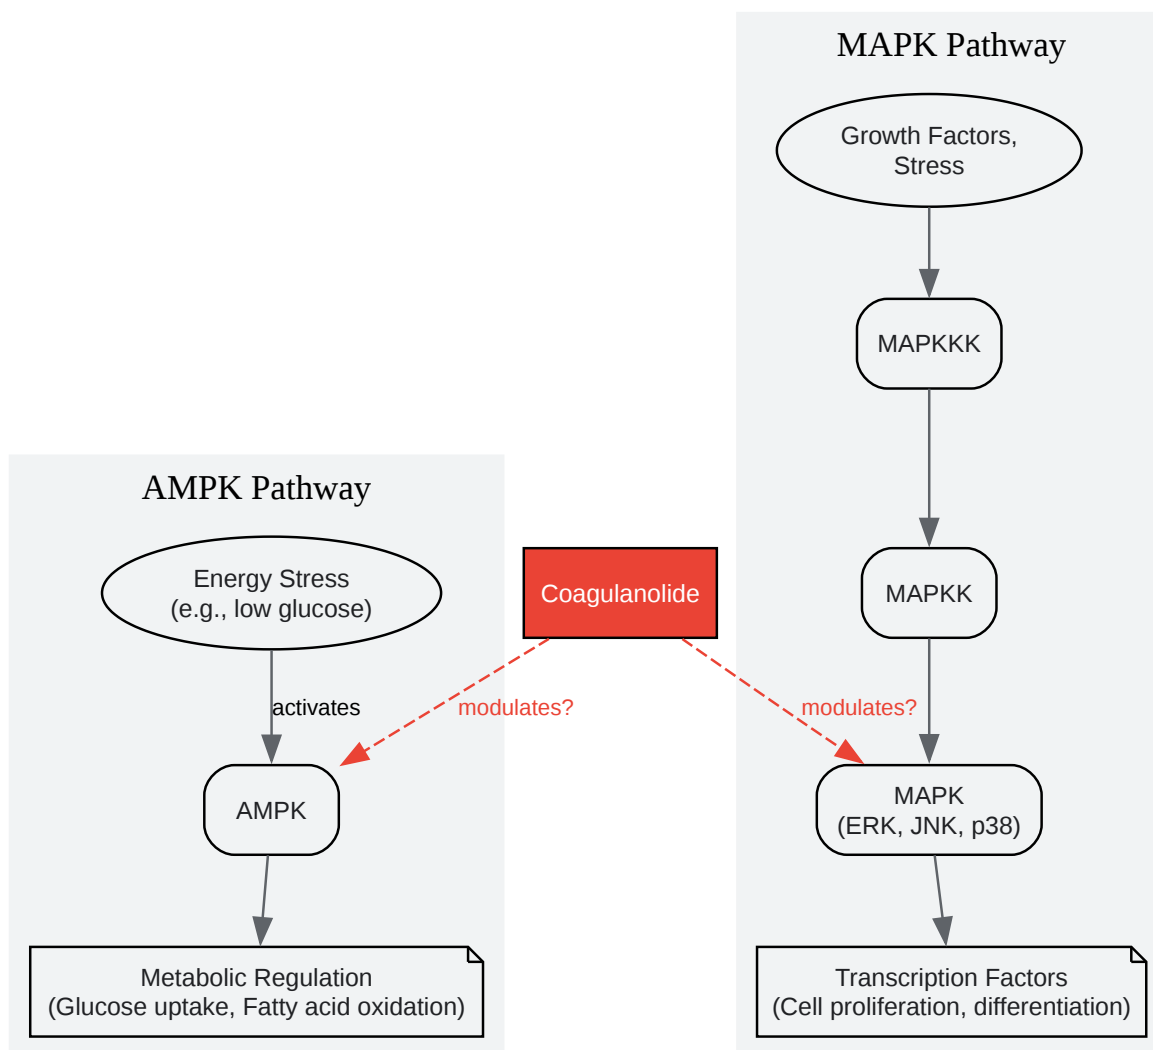 MAPK Pathway
Growth Factors,
Stress
MAPKKK
MAPKK
MAPK
(ERK, JNK, p38)
Transcription Factors
(Cell proliferation, differentiation)
AMPK Pathway
Energy Stress
(e.g., low glucose)
activates
AMPK
Metabolic Regulation
(Glucose uptake, Fatty acid oxidation)
Coagulanolide
modulates?
modulates?